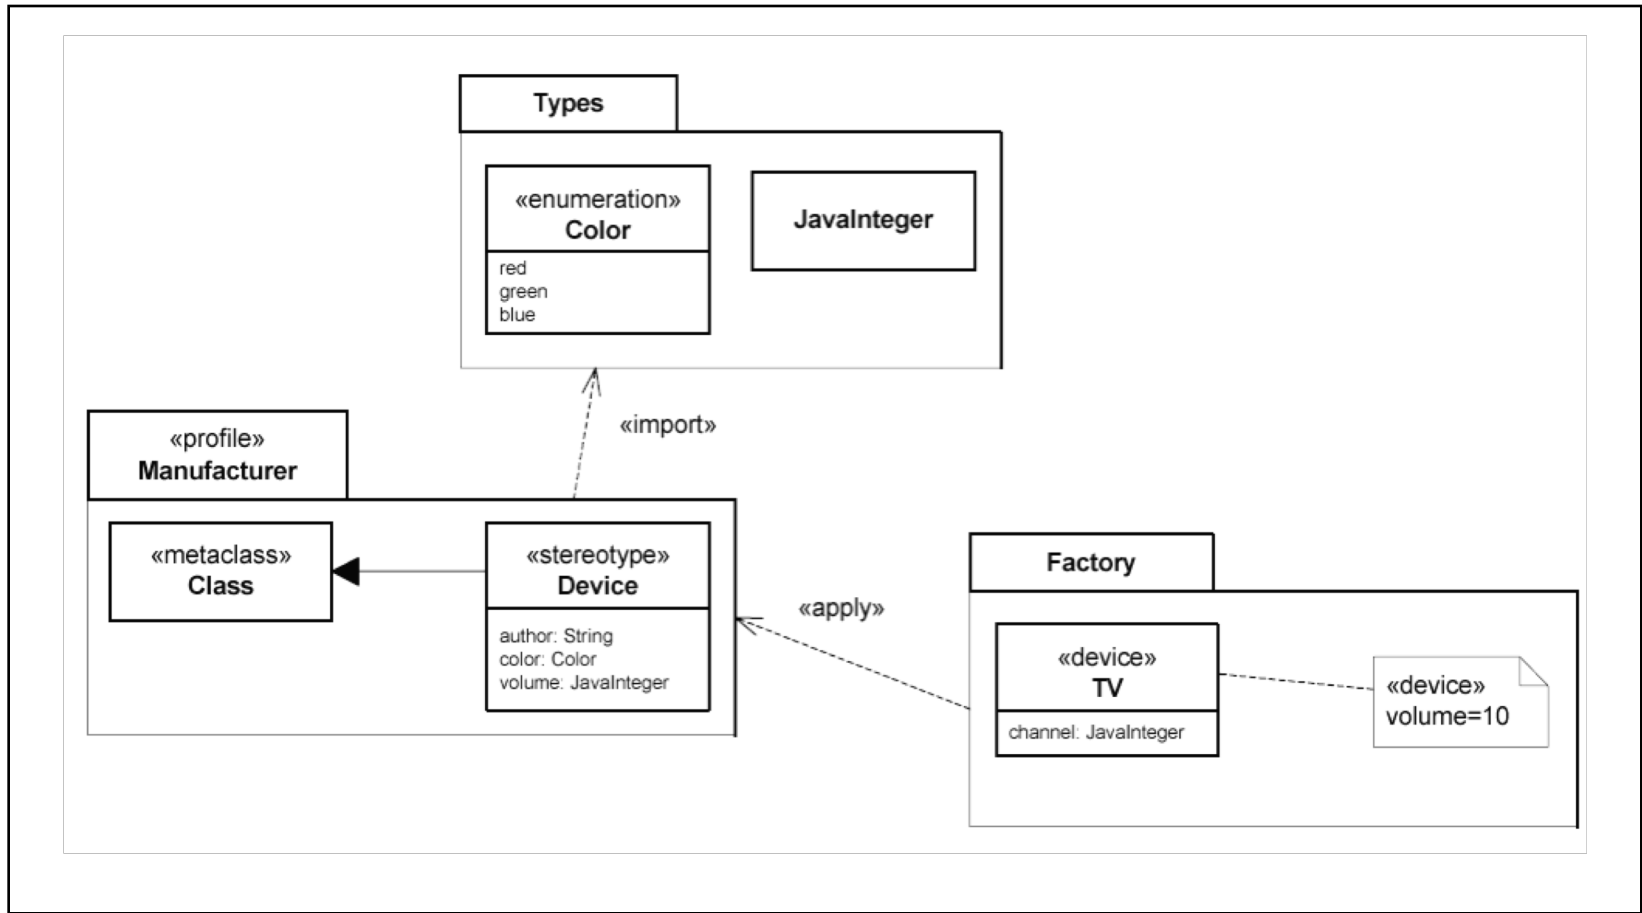 Types
«enumeration»
Color
red
green
blue
JavaInteger
«import»
«profile»
Manufacturer
«metaclass»
Class
«stereotype»
Device
author: String
color: Color
volume: JavaInteger
«apply»
Factory
«device»
TV
channel: JavaInteger
«device»
volume=10